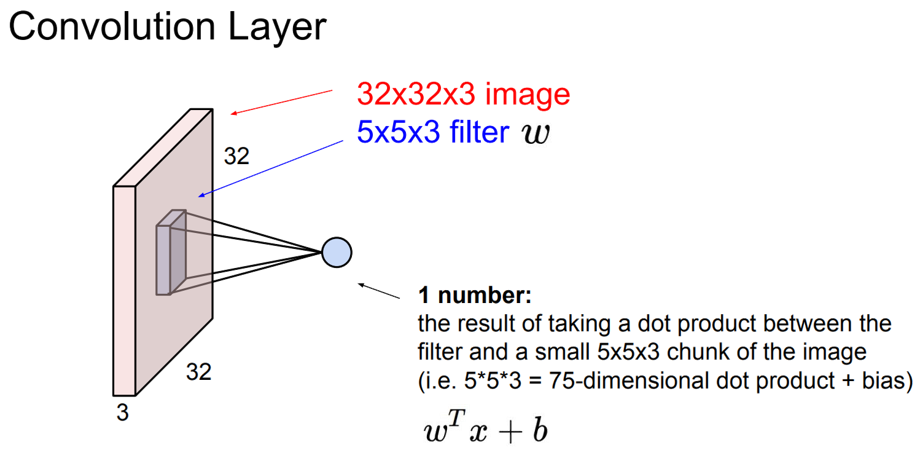 Convolution Layer
32x32x3 image
5x5x3 filter w
32
32
3
1 number:
the result of taking a dot product between the
filter and a small 5x5x3 chunk of the image
(i.e. 5*5*3 = 75-dimensional dot product + bias)
w^T x + b